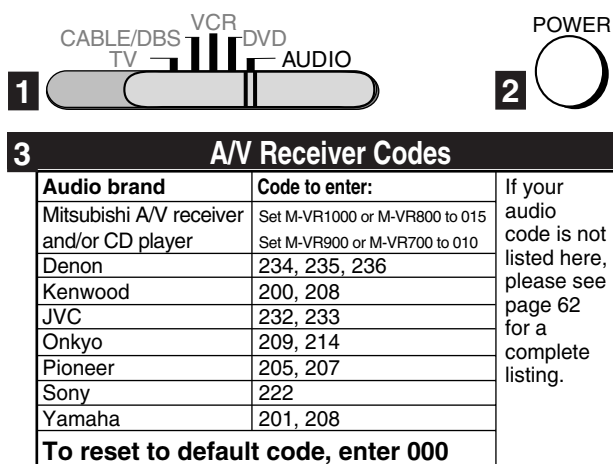 VCR
CABLE/DBS
DVD
TV
AUDIO
POWER
1
2
3
A/V Receiver Codes
Audio brand
Code to enter:
Mitsubishi A/V receiver
Set M-VR1000 or M-VR800 to 015
and/or CD player
Set M-VR900 or M-VR700 to 010
Denon
234, 235, 236
Kenwood
200, 208
JVC
232, 233
Onkyo
209, 214
Pioneer
205, 207
Sony
222
Yamaha
201, 208
To reset to default code, enter 000
If your
audio
code is not
listed here,
please see
page 62
for a
complete
listing.